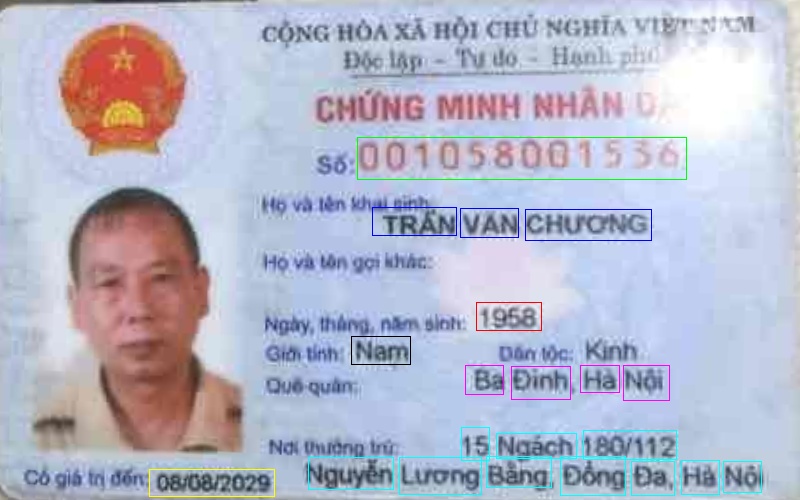 CỘNG HÒA XÃ HỘI CHỦ NGHĨA VIỆT NAM
Độc lập - Tự do - Hạnh phú
CHỨNG MINH NHÂN
Số: 001058001536
Họ và tên khai sinh:
TRẦN VĂN CHƯƠNG
Họ và tên gọi khác:
Ngày, tháng, năm sinh: 1958
Giới tính: Nam Dân tộc: Kinh
Quê quán: Ba Đình, Hà Nội
Nơi thường trú: 15 Ngách 180/112
Nguyễn Lương Bằng, Đống Đa, Hà Nội
Có giá trị đến: 08/08/2029